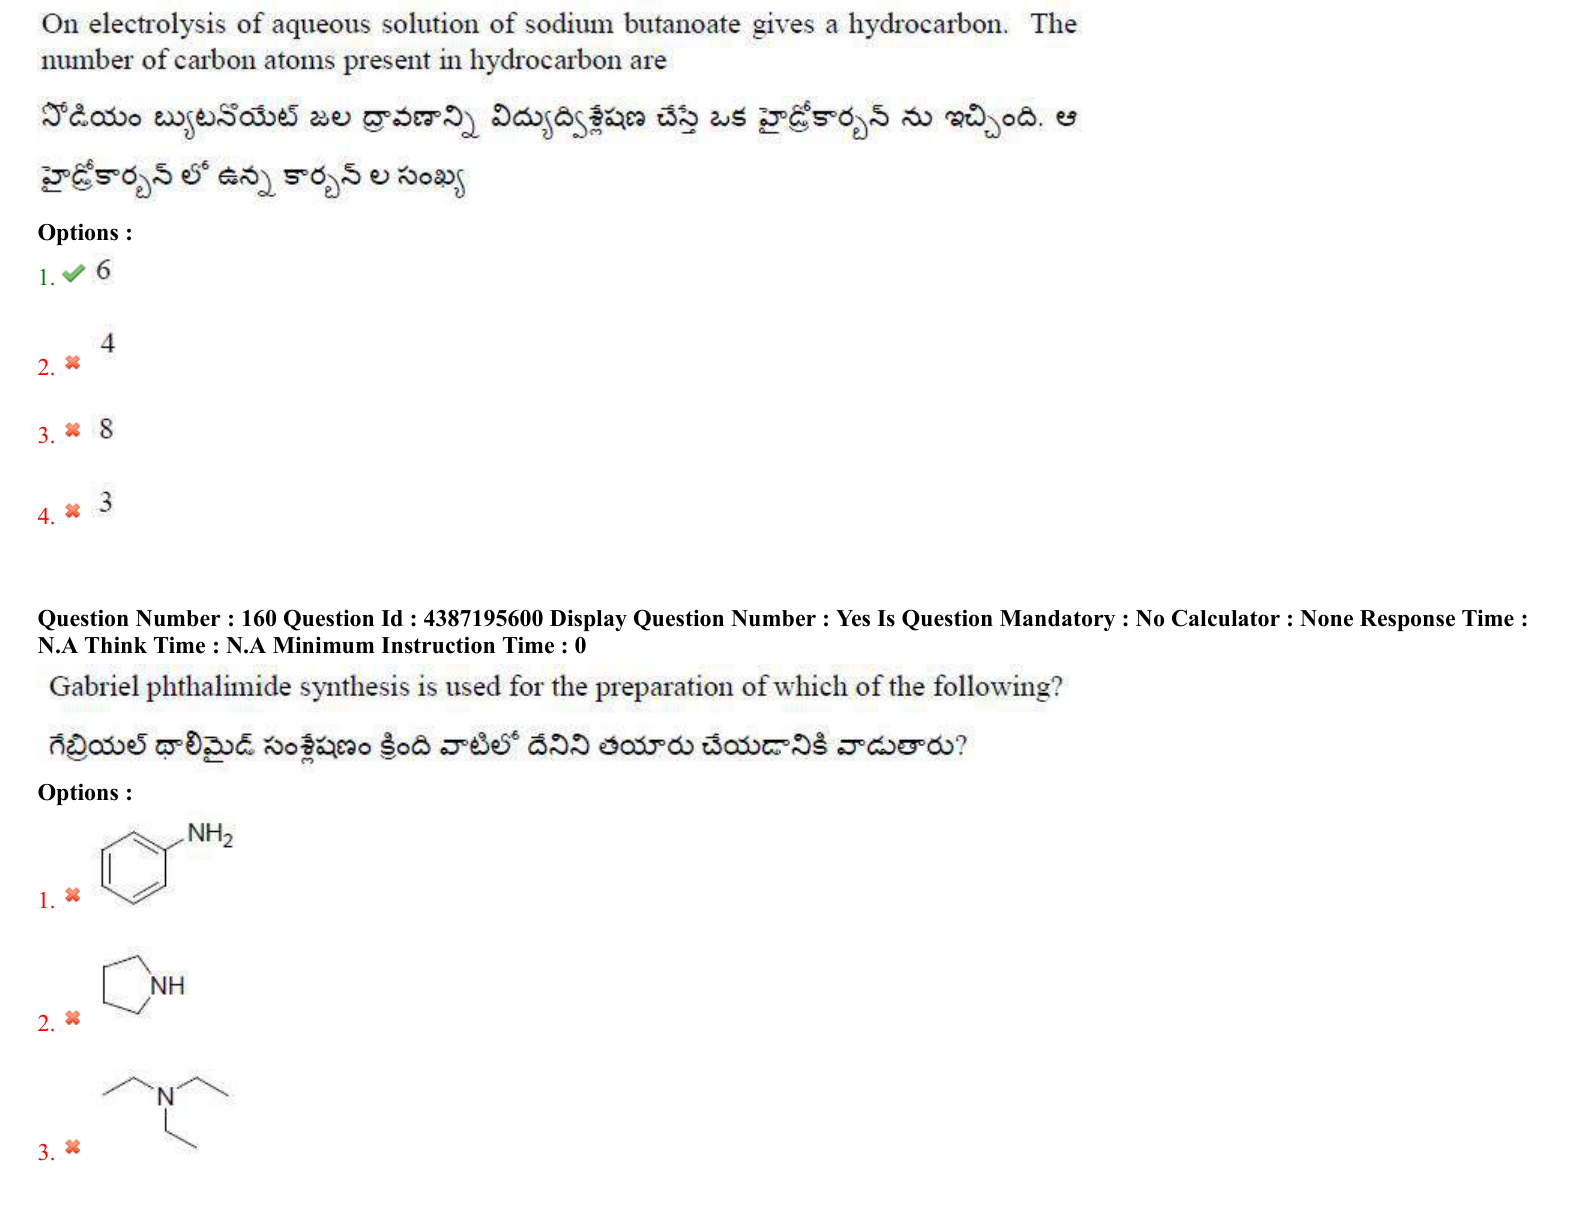 On electrolysis of aqueous solution of sodium butanoate gives a hydrocarbon. The
number of carbon atoms present in hydrocarbon are
సోడియం బ్యుటనొయేట్ జల ద్రావణాన్ని విద్యుద్విశ్లేషణ చేస్తే ఒక హైడ్రోకార్బన్ ను ఇచ్చింది. ఆ
హైడ్రోకార్బన్ లో ఉన్న కార్బన్ ల సంఖ్య
Options :
1. 6
2. 4
3. 8
4. 3
Question Number : 160 Question Id : 4387195600 Display Question Number : Yes Is Question Mandatory : No Calculator : None Response Time :
N.A Think Time : N.A Minimum Instruction Time : 0
Gabriel phthalimide synthesis is used for the preparation of which of the following?
గేబ్రియల్ థాలిమైడ్ సంశ్లేషణం క్రింది వాటిలో దేనిని తయారు చేయడానికి వాడుతారు?
Options :
NH2
1.
NH
2.
N
3.